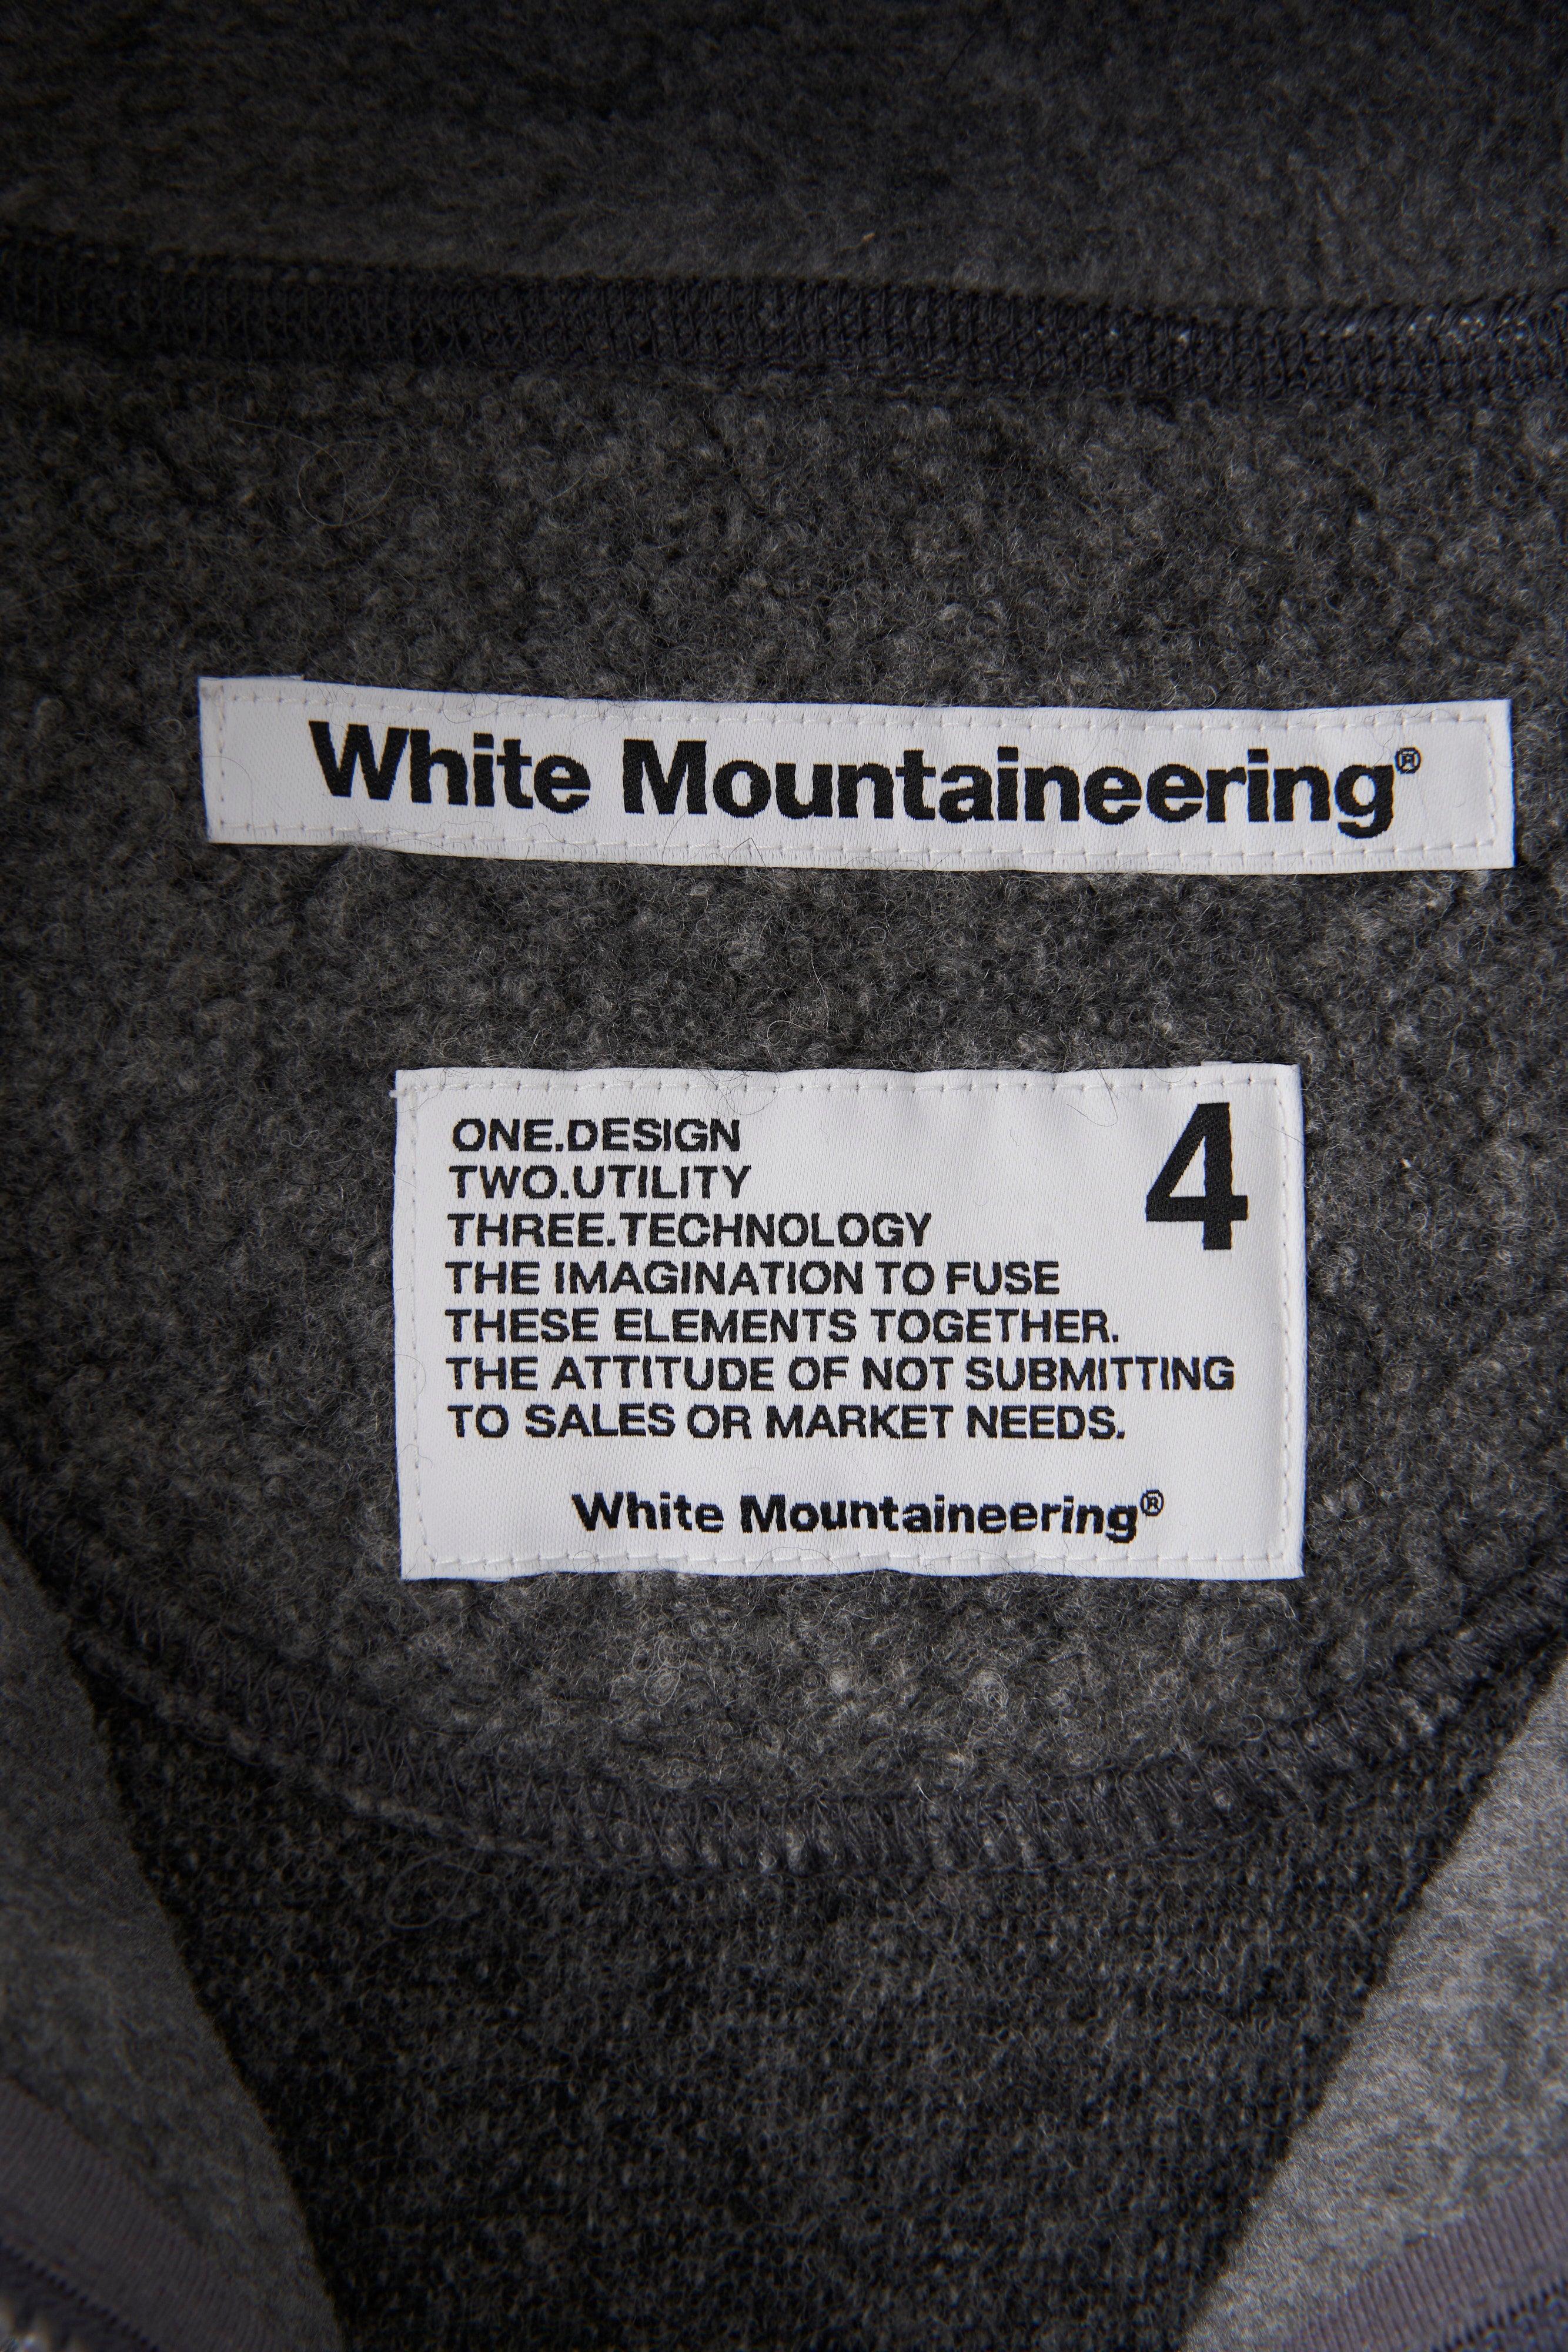 White Mountaineering®
4
ONE.DESIGN
TWO.UTILITY
THREE.TECHNOLOGY
THE IMAGINATION TO FUSE
THESE ELEMENTS TOGETHER.
THE ATTITUDE OF NOT SUBMITTING
TO SALES OR MARKET NEEDS.
White Mountaineering®